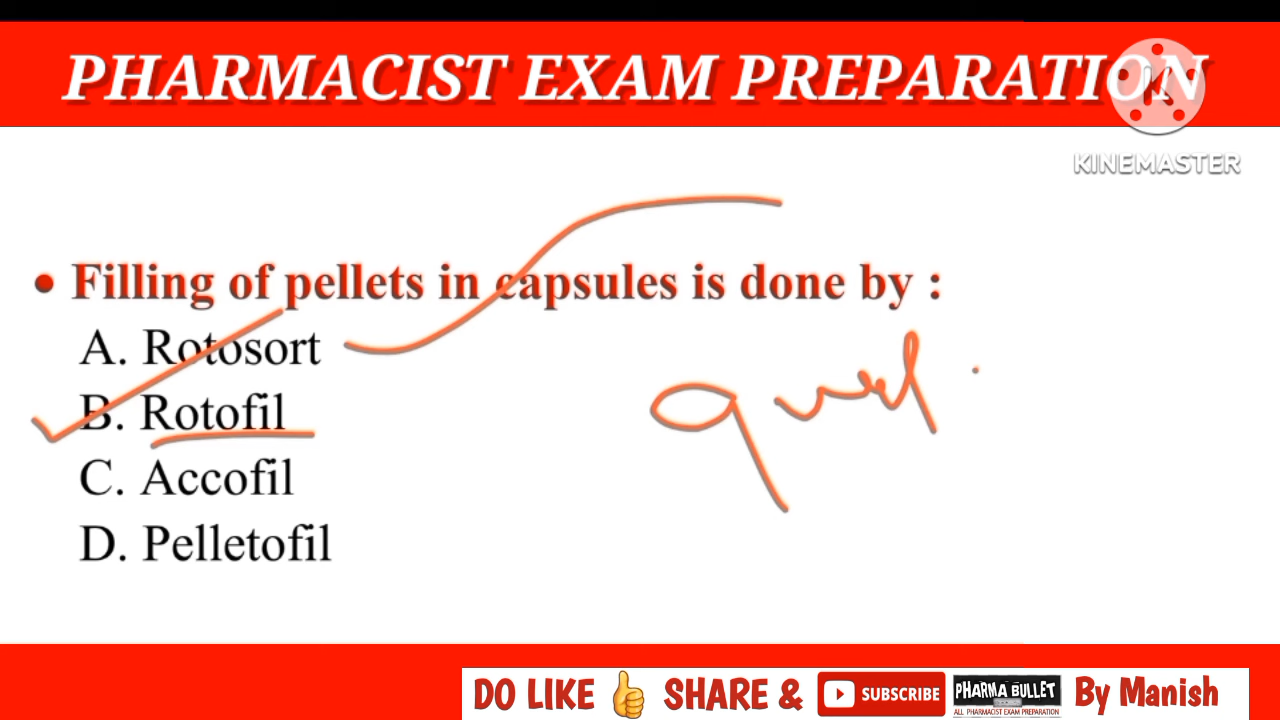 PHARMACIST EXAM PREPARATION
KINEMASTER
• Filling of pellets in capsules is done by :
A. Rotosort
B. Rotofil
C. Accofil
D. Pelletofil
DO LIKE 👍 SHARE & SUBSCRIBE PHARMA BULLET By Manish
ALL PHARMACIST EXAM PREPARATION